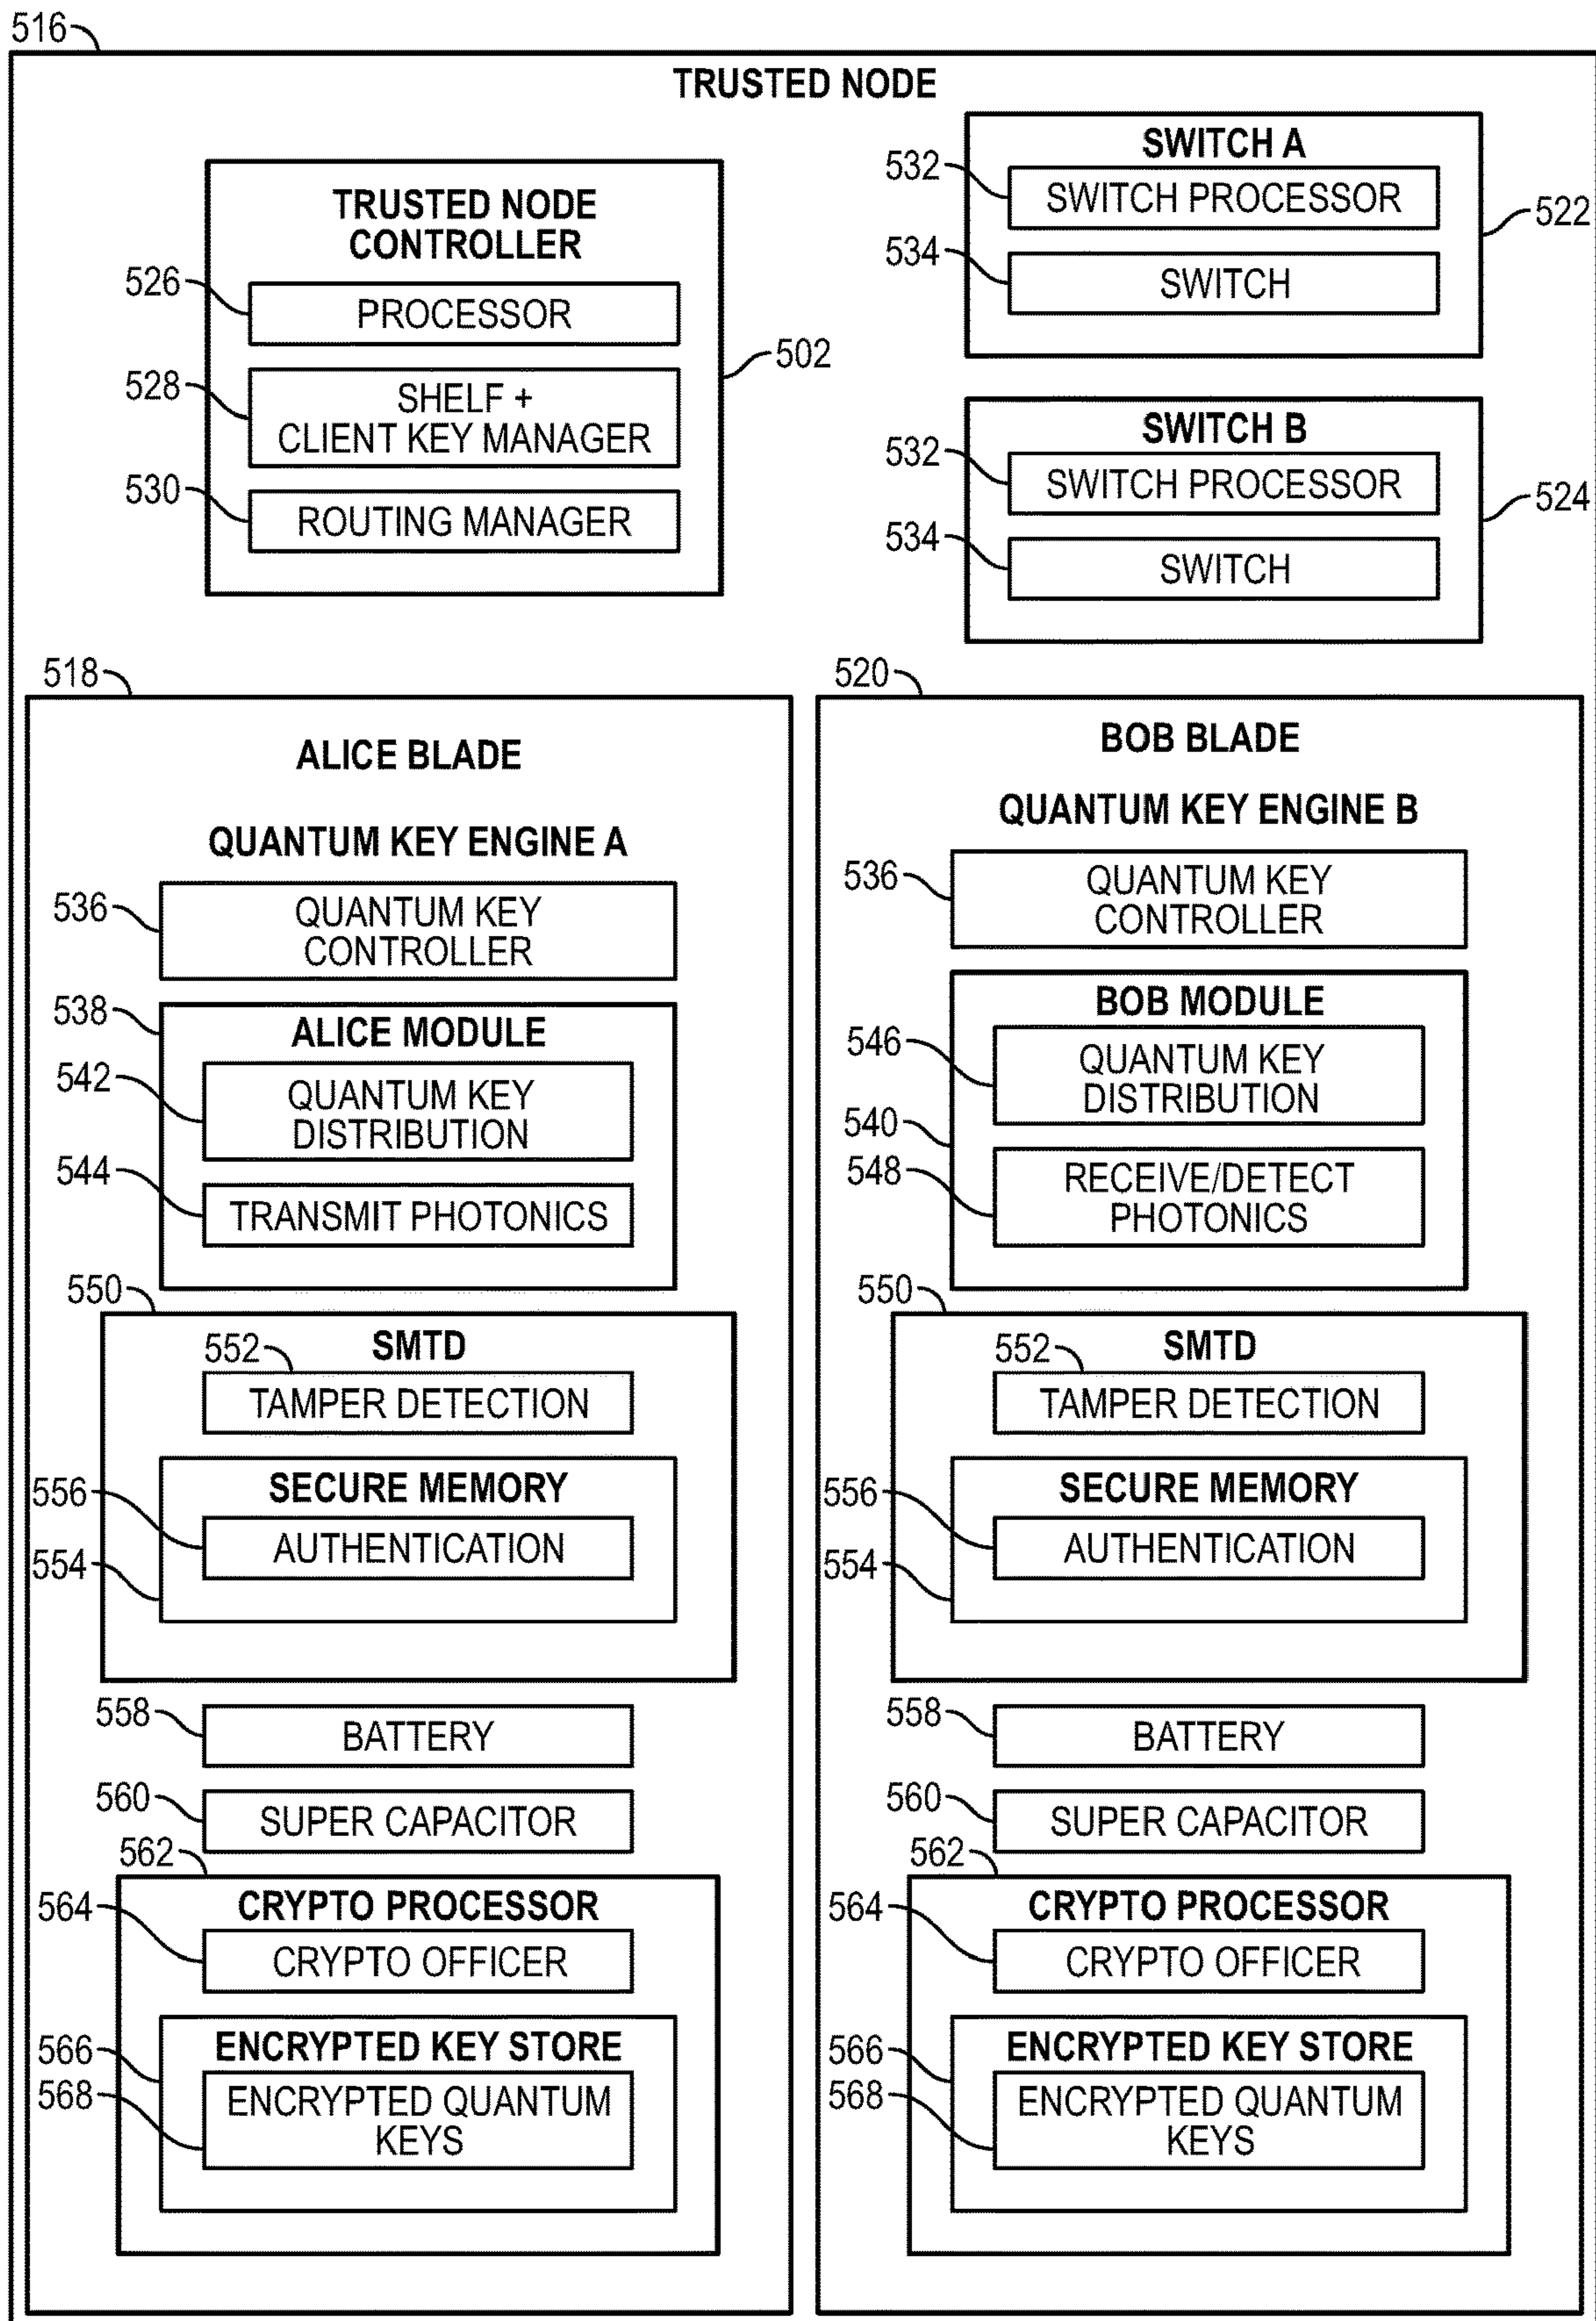 516
TRUSTED NODE
TRUSTED NODE
CONTROLLER
526
PROCESSOR
528
SHELF +
CLIENT KEY MANAGER
530
ROUTING MANAGER
502
SWITCH A
532
SWITCH PROCESSOR
534
SWITCH
522
SWITCH B
532
SWITCH PROCESSOR
534
SWITCH
524
518
ALICE BLADE
QUANTUM KEY ENGINE A
536
QUANTUM KEY
CONTROLLER
538
ALICE MODULE
542
QUANTUM KEY
DISTRIBUTION
544
TRANSMIT PHOTONICS
550
SMTD
552
TAMPER DETECTION
SECURE MEMORY
556
AUTHENTICATION
554
558
BATTERY
560
SUPER CAPACITOR
562
CRYPTO PROCESSOR
564
CRYPTO OFFICER
ENCRYPTED KEY STORE
566
568
ENCRYPTED QUANTUM
KEYS
520
BOB BLADE
QUANTUM KEY ENGINE B
536
QUANTUM KEY
CONTROLLER
BOB MODULE
546
QUANTUM KEY
DISTRIBUTION
540
548
RECEIVE/DETECT
PHOTONICS
550
SMTD
552
TAMPER DETECTION
SECURE MEMORY
556
AUTHENTICATION
554
558
BATTERY
560
SUPER CAPACITOR
562
CRYPTO PROCESSOR
564
CRYPTO OFFICER
ENCRYPTED KEY STORE
566
568
ENCRYPTED QUANTUM
KEYS